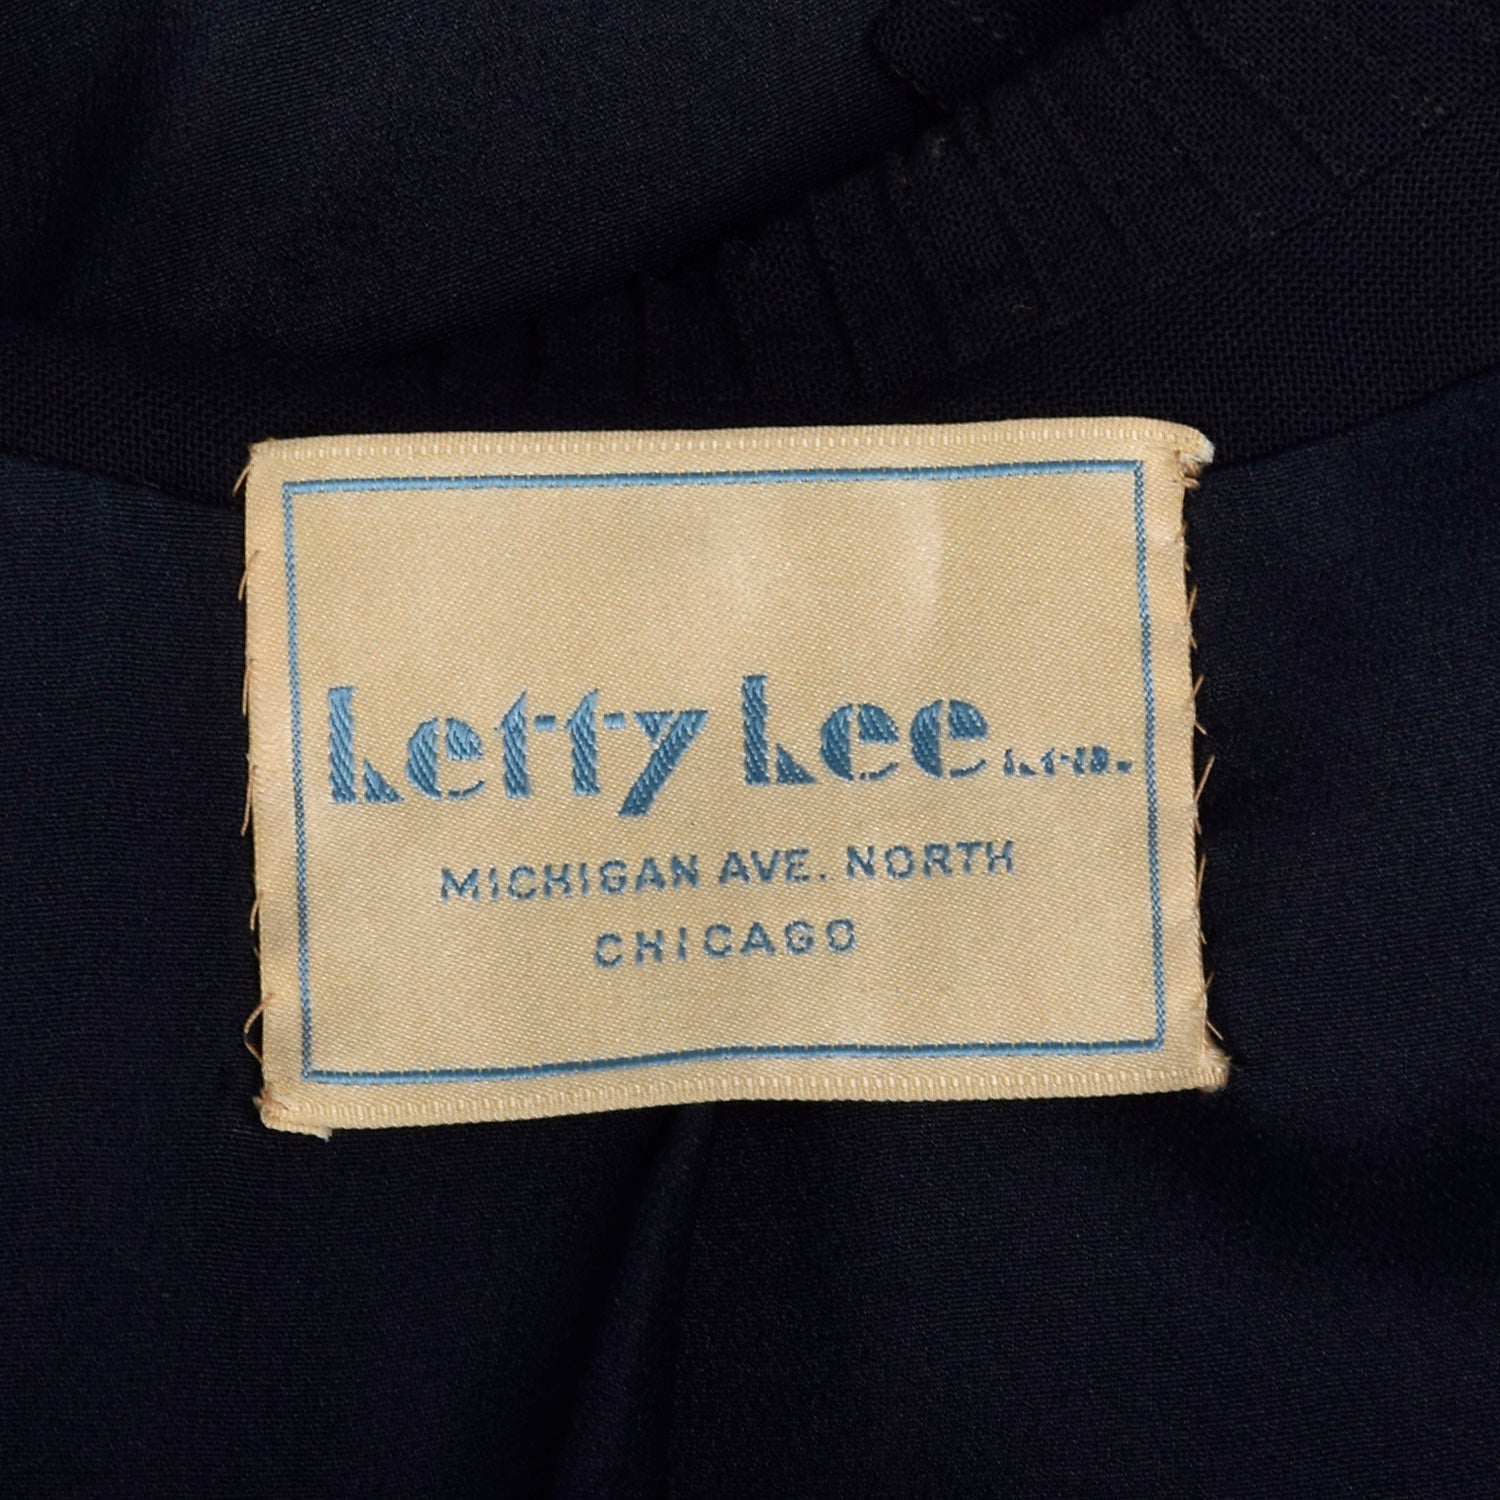 Letty Lee LTD.
MICHIGAN AVE. NORTH
CHICAGO